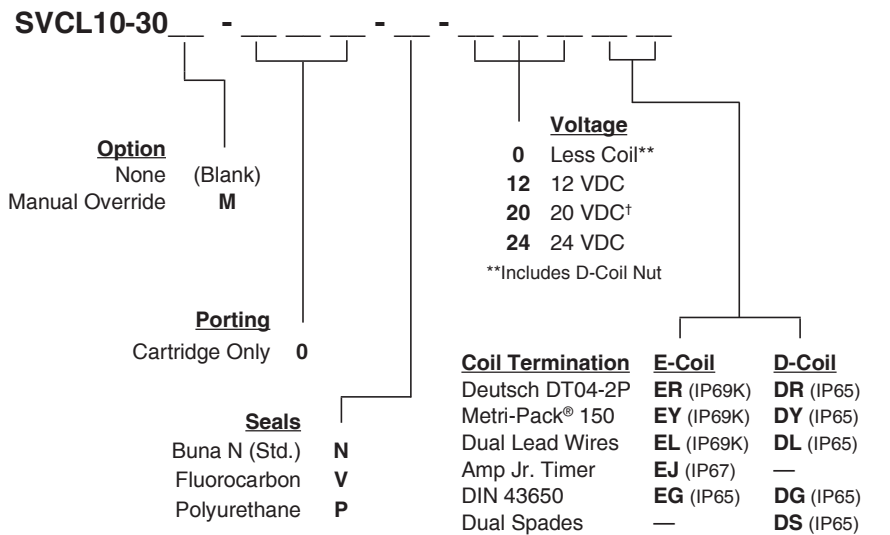 SVCL10-30__ - __ __ __ - __ - __ __ __ __ __
Option
None (Blank)
Manual Override M
Porting
Cartridge Only 0
Seals
Buna N (Std.) N
Fluorocarbon V
Polyurethane P
Voltage
0 Less Coil**
12 12 VDC
20 20 VDC†
24 24 VDC
**Includes D-Coil Nut
Coil Termination E-Coil D-Coil
Deutsch DT04-2P ER (IP69K) DR (IP65)
Metri-Pack® 150 EY (IP69K) DY (IP65)
Dual Lead Wires EL (IP69K) DL (IP65)
Amp Jr. Timer EJ (IP67) —
DIN 43650 EG (IP65) DG (IP65)
Dual Spades — DS (IP65)